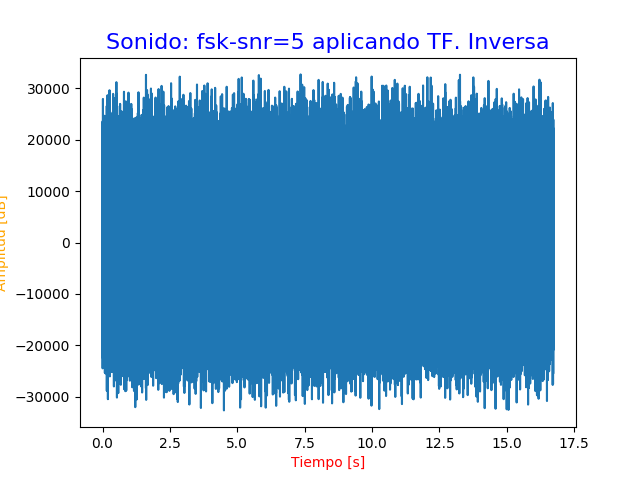 Sonido: fsk-snr=5 aplicando TF. Inversa
Amplitud [dB]
30000
20000
10000
0
−10000
−20000
−30000
0.0 2.5 5.0 7.5 10.0 12.5 15.0 17.5
Tiempo [s]